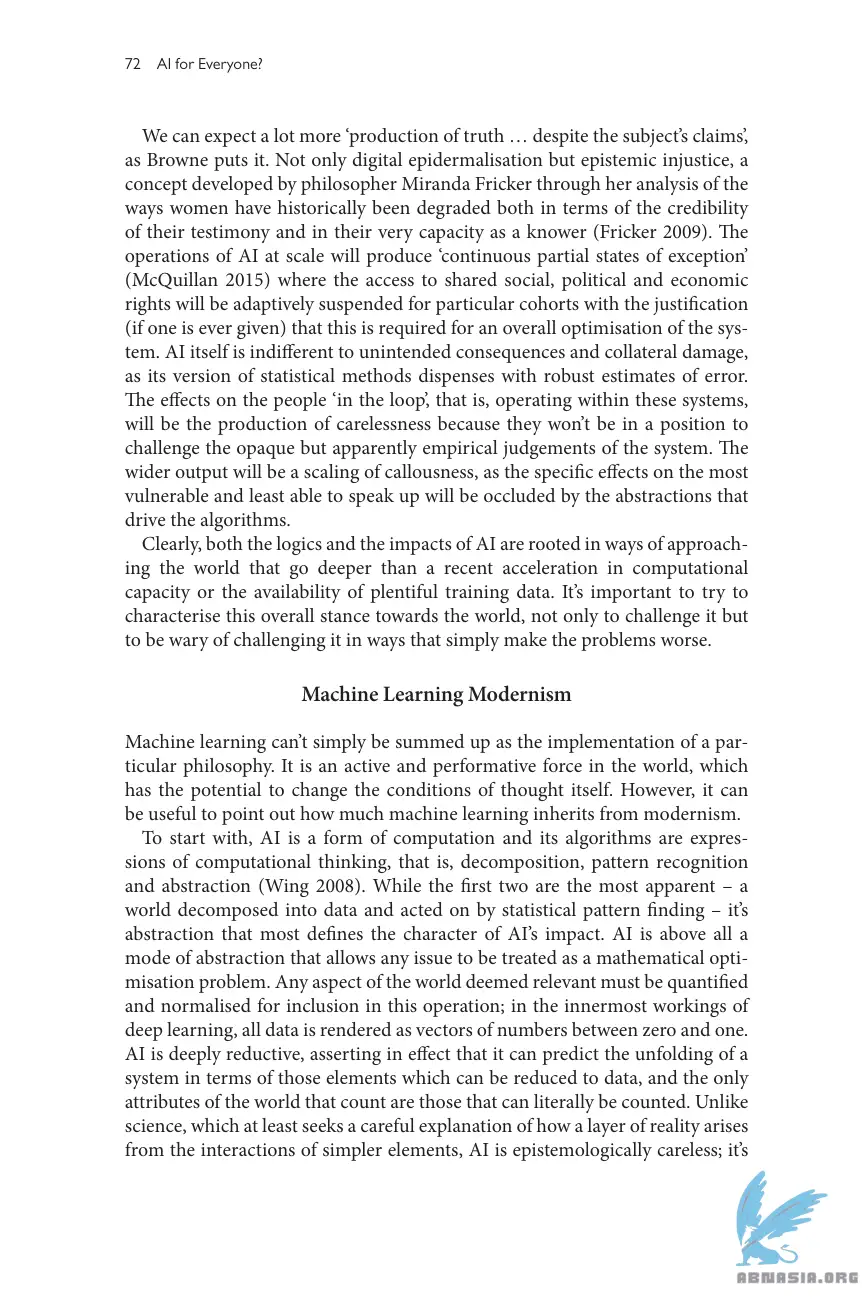 72 AI for Everyone?
We can expect a lot more ‘production of truth … despite the subject’s claims’,
as Browne puts it. Not only digital epidermalisation but epistemic injustice, a
concept developed by philosopher Miranda Fricker through her analysis of the
ways women have historically been degraded both in terms of the credibility
of their testimony and in their very capacity as a knower (Fricker 2009). The
operations of AI at scale will produce ‘continuous partial states of exception’
(McQuillan 2015) where the access to shared social, political and economic
rights will be adaptively suspended for particular cohorts with the justification
(if one is ever given) that this is required for an overall optimisation of the sys-
tem. AI itself is indifferent to unintended consequences and collateral damage,
as its version of statistical methods dispenses with robust estimates of error.
The effects on the people ‘in the loop’, that is, operating within these systems,
will be the production of carelessness because they won’t be in a position to
challenge the opaque but apparently empirical judgements of the system. The
wider output will be a scaling of callousness, as the specific effects on the most
vulnerable and least able to speak up will be occluded by the abstractions that
drive the algorithms.
Clearly, both the logics and the impacts of AI are rooted in ways of approach-
ing the world that go deeper than a recent acceleration in computational
capacity or the availability of plentiful training data. It’s important to try to
characterise this overall stance towards the world, not only to challenge it but
to be wary of challenging it in ways that simply make the problems worse.
Machine Learning Modernism
Machine learning can’t simply be summed up as the implementation of a par-
ticular philosophy. It is an active and performative force in the world, which
has the potential to change the conditions of thought itself. However, it can
be useful to point out how much machine learning inherits from modernism.
To start with, AI is a form of computation and its algorithms are expres-
sions of computational thinking, that is, decomposition, pattern recognition
and abstraction (Wing 2008). While the first two are the most apparent – a
world decomposed into data and acted on by statistical pattern finding – it’s
abstraction that most defines the character of AI’s impact. AI is above all a
mode of abstraction that allows any issue to be treated as a mathematical opti-
misation problem. Any aspect of the world deemed relevant must be quantified
and normalised for inclusion in this operation; in the innermost workings of
deep learning, all data is rendered as vectors of numbers between zero and one.
AI is deeply reductive, asserting in effect that it can predict the unfolding of a
system in terms of those elements which can be reduced to data, and the only
attributes of the world that count are those that can literally be counted. Unlike
science, which at least seeks a careful explanation of how a layer of reality arises
from the interactions of simpler elements, AI is epistemologically careless; it’s
ABNASIA.ORG